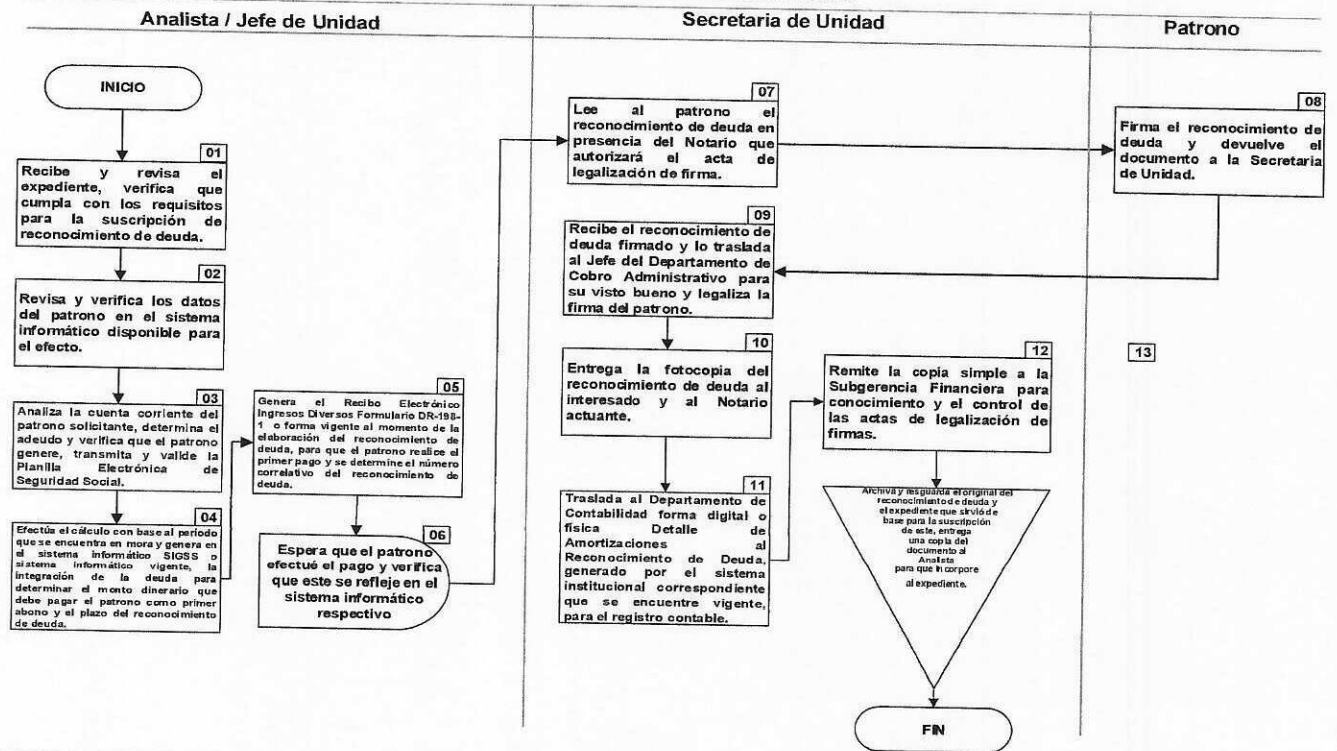 Analista / Jefe de Unidad
Secretaria de Unidad
Patrono
INICIO
01
Recibe y revisa el
expediente, verifica que
cumpla con los requisitos
para la suscripción de
reconocimiento de deuda.
02
Revisa y verifica los datos
del patrono en el sistema
informático disponible para
el efecto.
03
Analiza la cuenta corriente del
patrono solicitante, determina el
adeudo y verifica que el patrono
genere, transmita y valide la
Planilla Electrónica de
Seguridad Social.
04
Efectúa el cálculo con base al período
que se encuentra en mora y genera en
el sistema informático SIGSS o
sistema informático vigente, la
integración de la deuda para
determinar el monto dinerario que
debe pagar el patrono como primer
abono y el plazo del reconocimiento
de deuda.
05
Genera el Recibo Electrónico
Ingresos Diversos Formulario DR-198-
1 o forma vigente al momento de la
elaboración del reconocimiento de
deuda, para que el patrono realice el
primer pago y se determine el número
correlativo del reconocimiento de
deuda.
06
Espera que el patrono
efectué el pago y verifica
que este se refleje en el
sistema informático
respectivo
07
Lee al patrono el
reconocimiento de deuda en
presencia del Notario que
autorizará el acta de
legalización de firma.
08
Firma el reconocimiento de
deuda y devuelve el
documento a la Secretaria
de Unidad.
09
Recibe el reconocimiento de
deuda firmado y lo traslada
al Jefe del Departamento de
Cobro Administrativo para
su visto bueno y legaliza la
firma del patrono.
10
Entrega la fotocopia del
reconocimiento de deuda al
interesado y al Notario
actuante.
11
Traslada al Departamento de
Contabilidad forma digital o
física Detalle de
Amortizaciones al
Reconocimiento de Deuda,
generado por el sistema
institucional correspondiente
que se encuentre vigente,
para el registro contable.
12
Remite la copia simple a la
Subgerencia Financiera para
conocimiento y el control de
las actas de legalización de
firmas.
13
Archiva y resguarda el original del
reconocimiento de deuda y
el expediente que sirvió de
base para la suscripción
de este, entrega
una copia del
documento al
Analista
para que incorpore
al expediente.
FIN